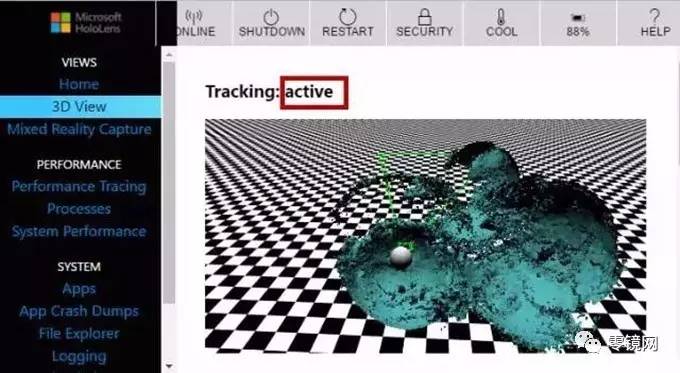 Microsoft
HoloLens
ONLINE
SHUTDOWN
RESTART
SECURITY
COOL
88%
HELP
VIEWS
Home
3D View
Mixed Reality Capture
PERFORMANCE
Performance Tracing
Processes
System Performance
SYSTEM
Apps
App Crash Dumps
File Explorer
Logging
Tracking: active
零镜网